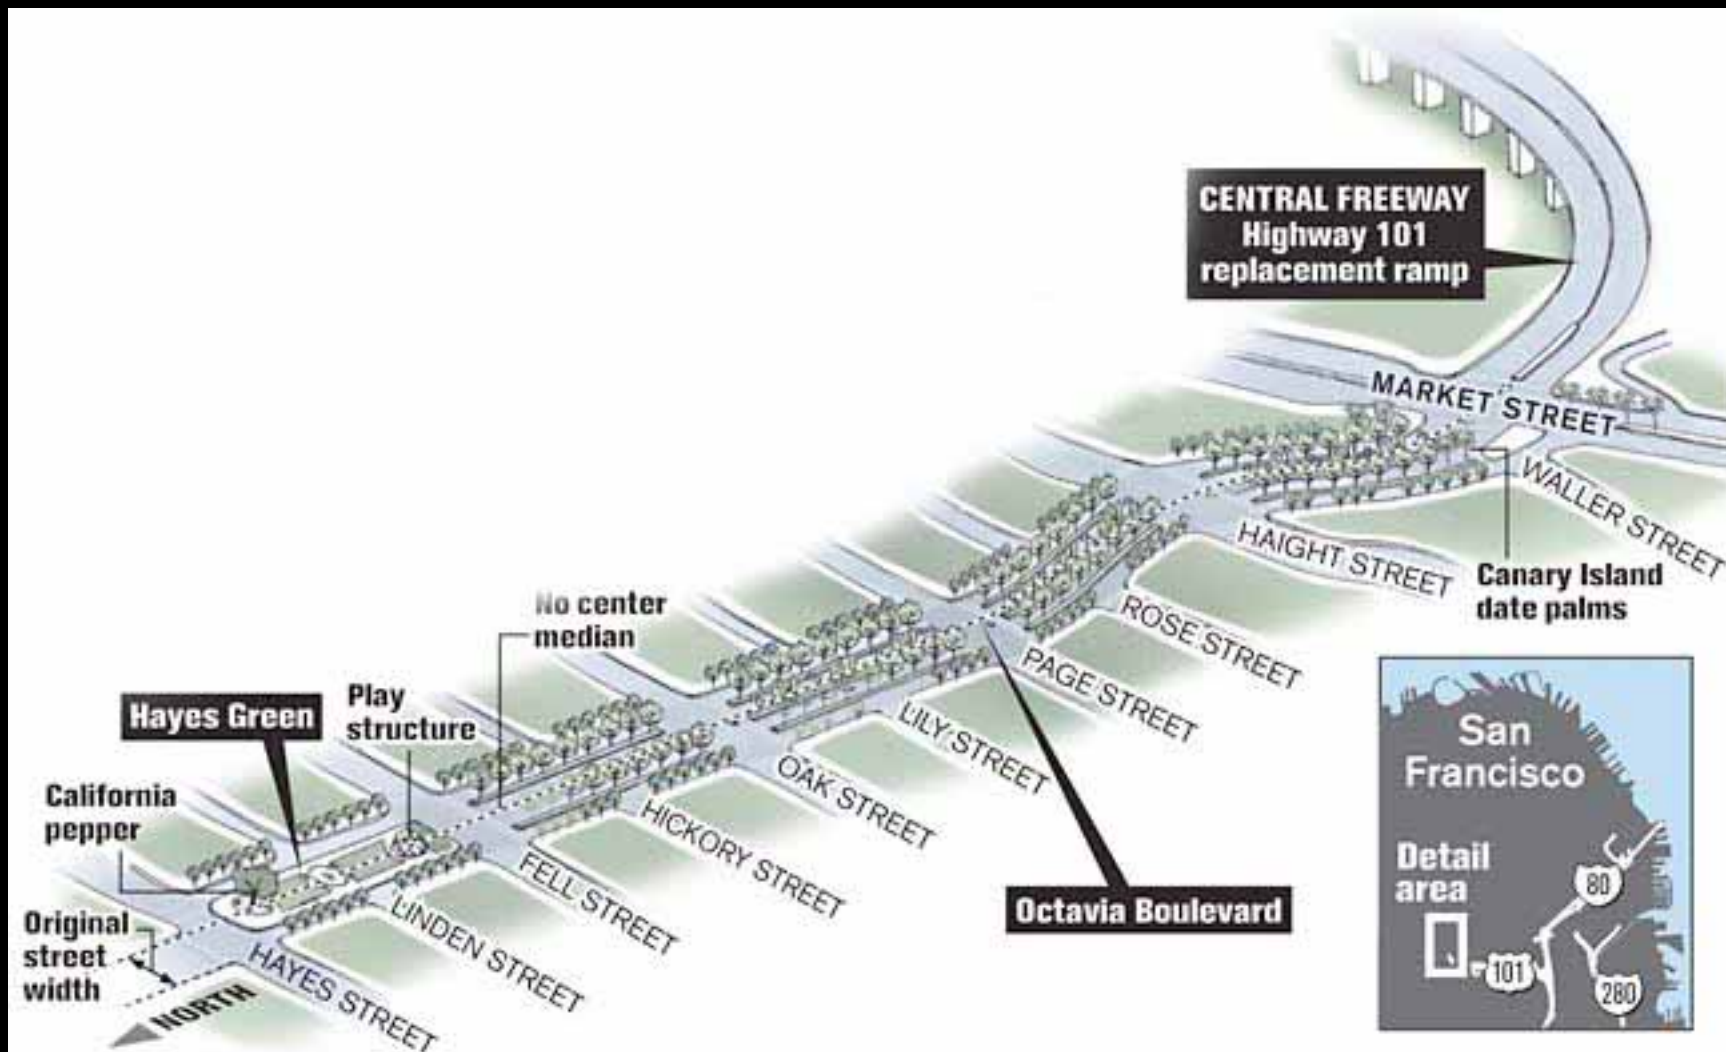 CENTRAL FREEWAY
Highway 101
replacement ramp
MARKET STREET
WALLER STREET
HAIGHT STREET
Canary Island
date palms
ROSE STREET
PAGE STREET
LILY STREET
OAK STREET
HICKORY STREET
FELL STREET
LINDEN STREET
HAYES STREET
No center
median
Play
structure
Hayes Green
California
pepper
Original
street
width
NORTH
Octavia Boulevard
San
Francisco
Detail
area
80
101
280